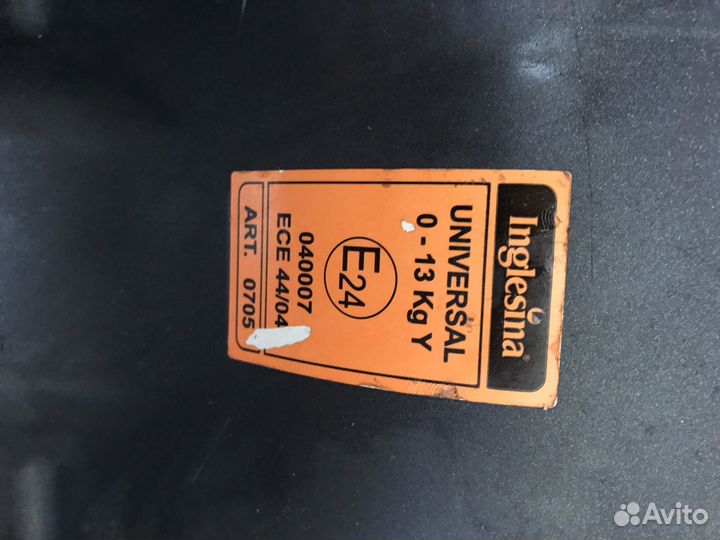 Inglesina
UNIVERSAL
0 - 13 Kg Y
E24
040007
ECE 44/04
ART. 0705
Avito